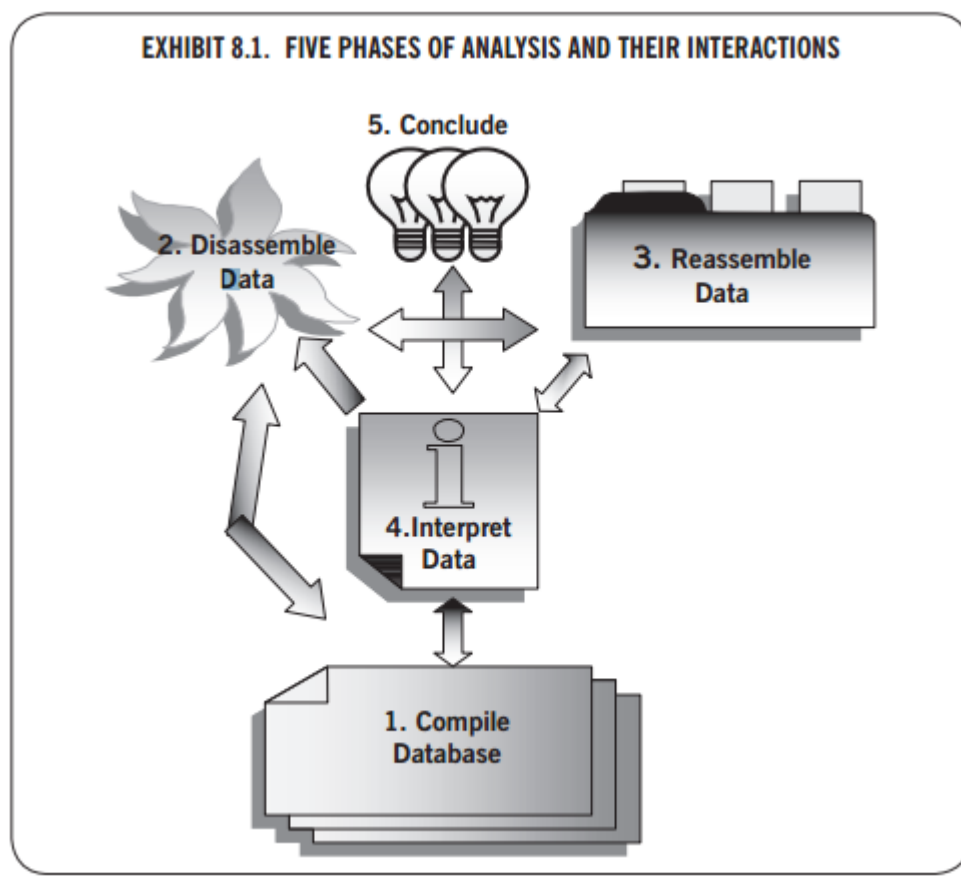 EXHIBIT 8.1. FIVE PHASES OF ANALYSIS AND THEIR INTERACTIONS
5. Conclude
2. Disassemble
Data
3. Reassemble
Data
i
4.Interpret
Data
1. Compile
Database